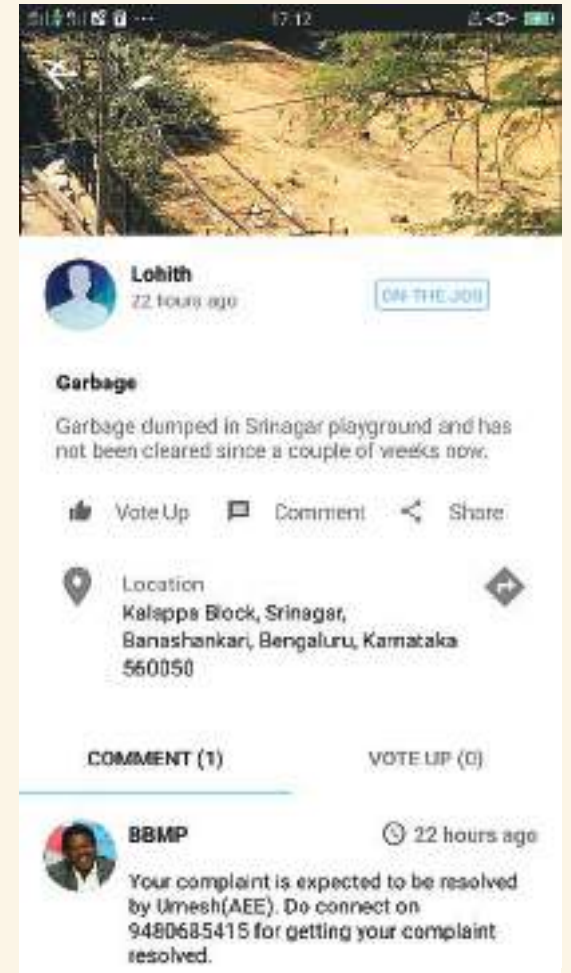 17:12
Lohith
22 hours ago
ON THE JOB
Garbage
Garbage dumped in Srinagar playground and has
not been cleared since a couple of weeks now.
Vote Up Comment Share
Location
Kalappa Block, Srinagar,
Banashankari, Bengaluru, Karnataka
560050
COMMENT (1) VOTE UP (0)
BBMP 22 hours ago
Your complaint is expected to be resolved
by Umesh(AEE). Do connect on
9480685415 for getting your complaint
resolved.